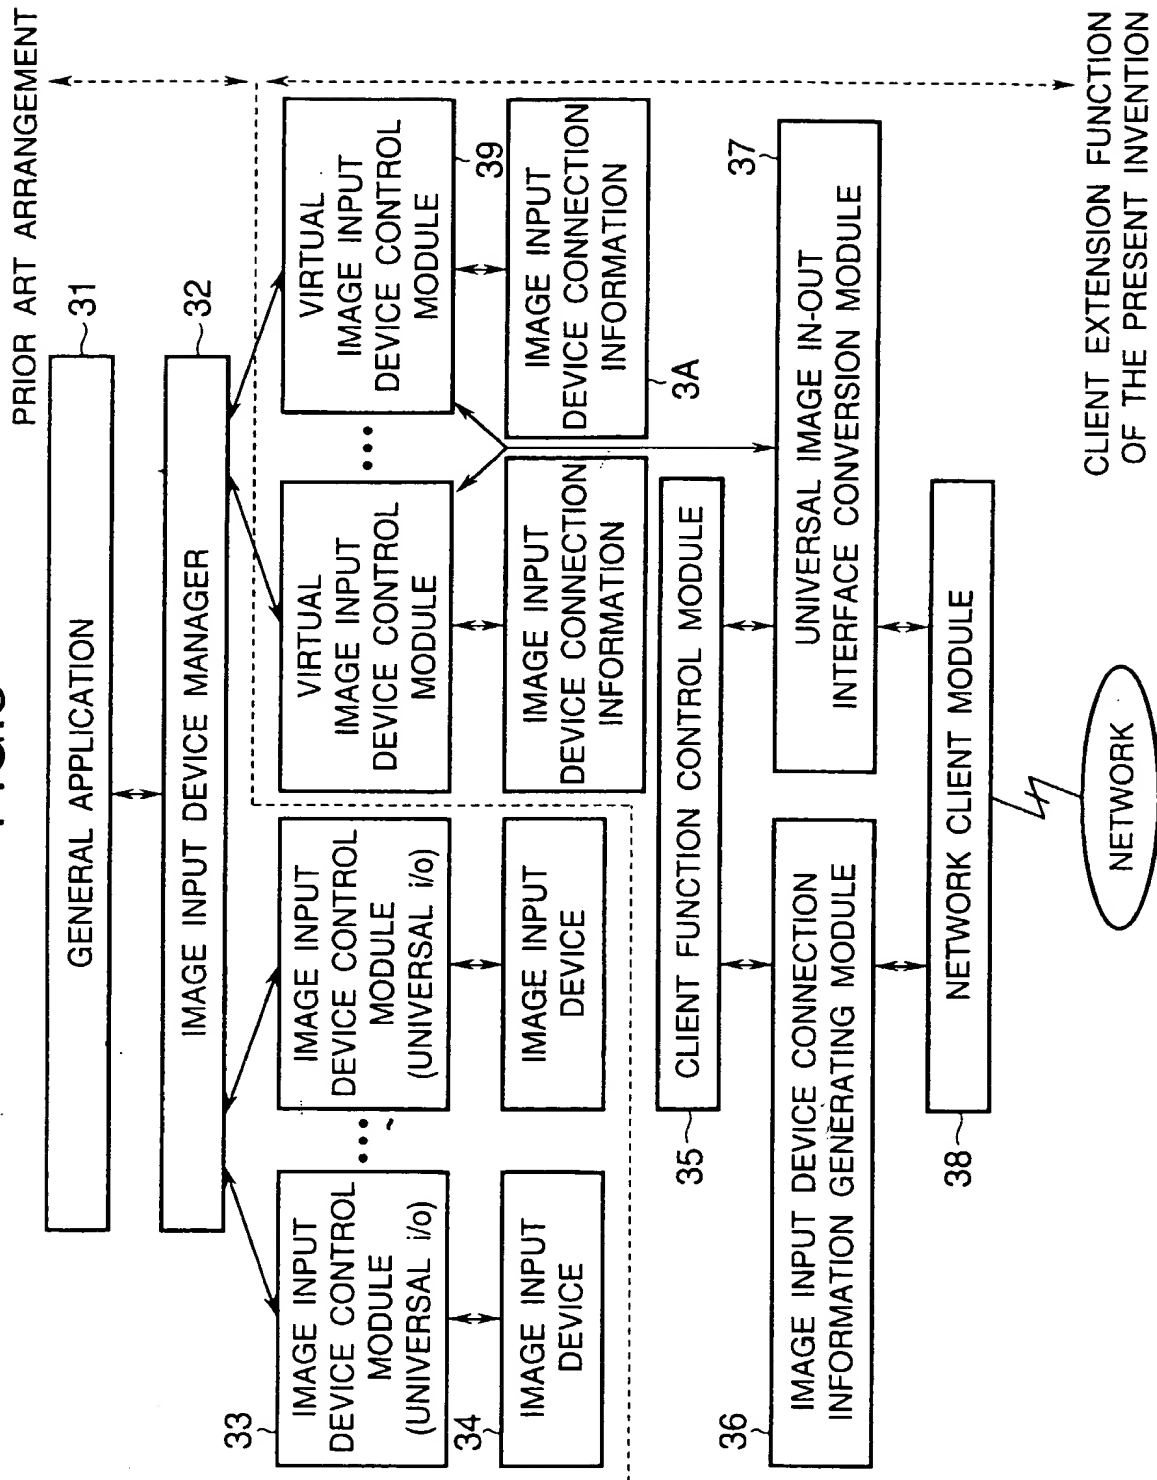 PRIOR ART ARRANGEMENT
31
GENERAL APPLICATION
32
IMAGE INPUT DEVICE MANAGER
33
IMAGE INPUT
DEVICE CONTROL
MODULE
(UNIVERSAL i/o)
IMAGE INPUT
DEVICE CONTROL
MODULE
(UNIVERSAL i/o)
VIRTUAL
IMAGE INPUT
DEVICE CONTROL
MODULE
VIRTUAL
IMAGE INPUT
DEVICE CONTROL
MODULE
39
34
IMAGE INPUT
DEVICE
IMAGE INPUT
DEVICE
IMAGE INPUT
DEVICE CONNECTION
INFORMATION
IMAGE INPUT
DEVICE CONNECTION
INFORMATION
3A
35
CLIENT FUNCTION CONTROL MODULE
36
IMAGE INPUT DEVICE CONNECTION
INFORMATION GENERATING MODULE
37
UNIVERSAL IMAGE IN-OUT
INTERFACE CONVERSION MODULE
38
NETWORK CLIENT MODULE
NETWORK
CLIENT EXTENSION FUNCTION
OF THE PRESENT INVENTION